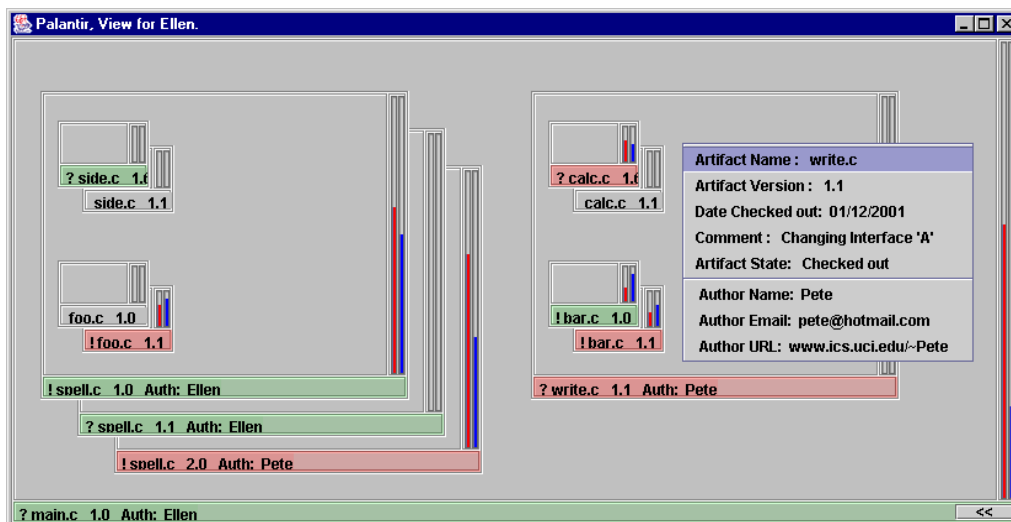 Palantir, View for Ellen.
? side.c 1.6
side.c 1.1
foo.c 1.0
! foo.c 1.1
! spell.c 1.0 Auth: Ellen
? spell.c 1.1 Auth: Ellen
! spell.c 2.0 Auth: Pete
? calc.c 1.6
calc.c 1.1
! bar.c 1.0
! bar.c 1.1
? write.c 1.1 Auth: Pete
Artifact Name : write.c
Artifact Version : 1.1
Date Checked out: 01/12/2001
Comment : Changing Interface 'A'
Artifact State: Checked out
Author Name: Pete
Author Email: pete@hotmail.com
Author URL: www.ics.uci.edu/~Pete
? main.c 1.0 Auth: Ellen
<<